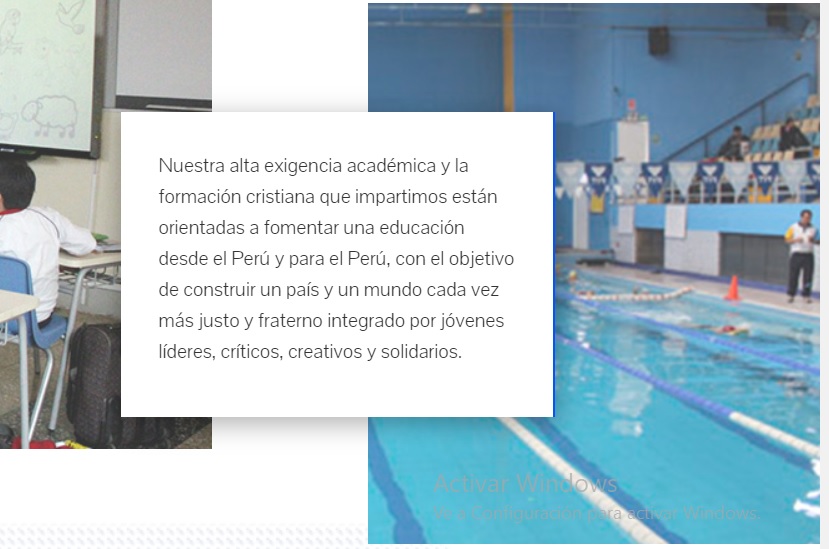 Nuestra alta exigencia académica y la
formación cristiana que impartimos están
orientadas a fomentar una educación
desde el Perú y para el Perú, con el objetivo
de construir un país y un mundo cada vez
más justo y fraterno integrado por jóvenes
líderes, críticos, creativos y solidarios.
Activar Windows
Ve a Configuración para activar Windows.